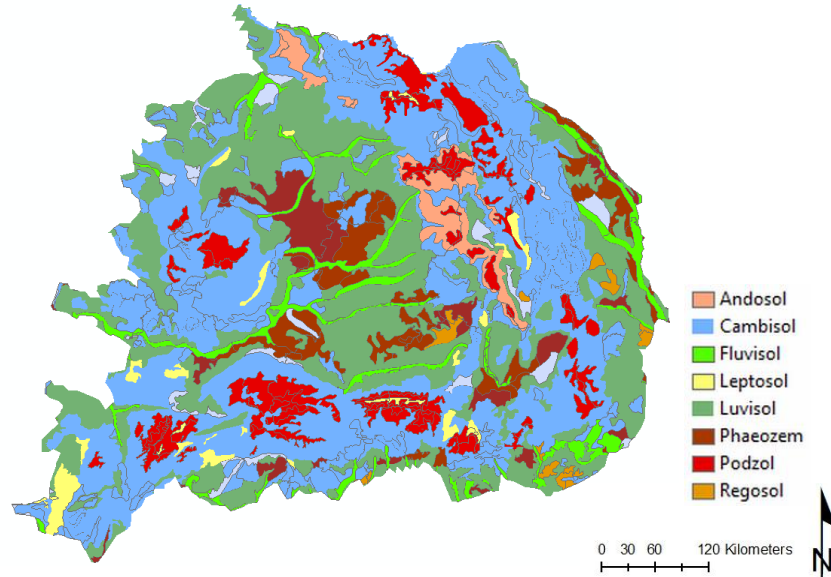 Andosol
Cambisol
Fluvisol
Leptosol
Luvisol
Phaeozem
Podzol
Regosol
0 30 60 120 Kilometers
N